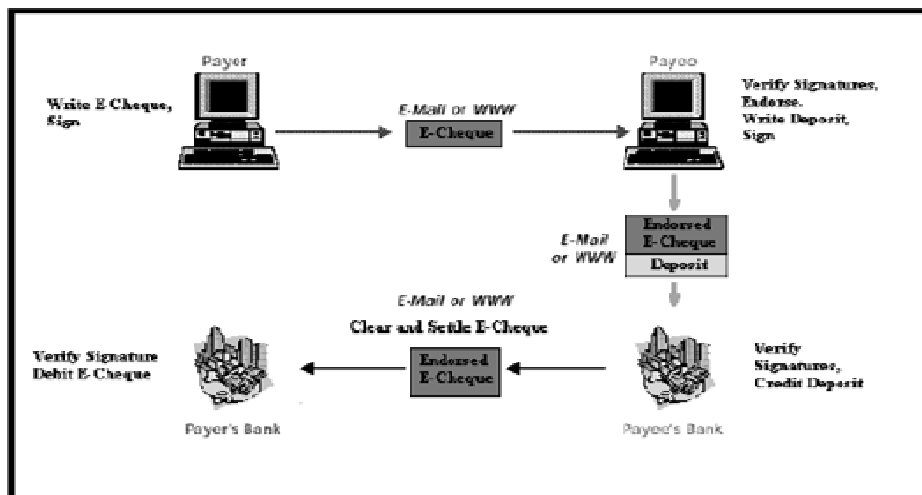 Payer
Payee
Write E-Cheque,
Sign
E-Mail or WWW
E-Cheque
Verify Signatures,
Endorse.
Write Deposit,
Sign
E-Mail
or WWW
Endorsed
E-Cheque
Deposit
E-Mail or WWW
Clear and Settle E-Cheque
Verify Signature
Debit E-Cheque
Endorsed
E-Cheque
Verify
Signatures,
Credit Deposit
Payer's Bank
Payee's Bank